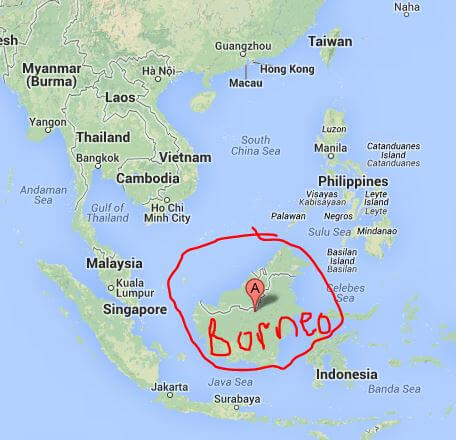 Naha
Taiwan
Guangzhou
Hong Kong
Macau
esh
Myanmar
(Burma)
Hà Nội
Laos
Yangon
Thailand
Bangkok
Vietnam
Cambodia
Ho Chi
Minh City
South
China Sea
Luzon
Manila
Catanduanes
Island
Catanduanes
Philippines
Visayas
Kabisayaan
Leyte
Island
Leyte
Palawan
Negros
Mindanao
Sulu Sea
Andaman
Sea
Gulf of
Thailand
Basilan
Island
Basilan
Malaysia
Kuala
Lumpur
Singapore
Celebes
Sea
A
Borneo
Indonesia
Banda Sea
Java Sea
Jakarta
Surabaya